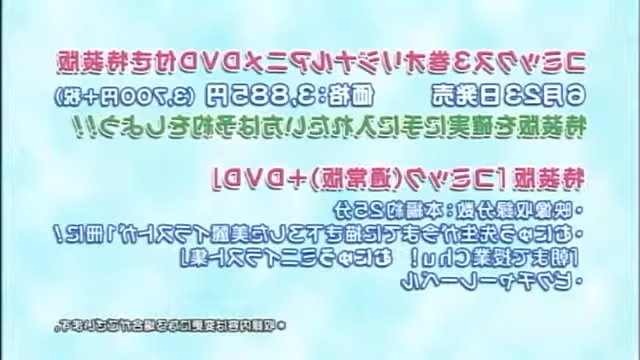 コミックス3巻オリジナルアニメDVD付き特装版
6月23日発売　価格：3,885円（3,700円＋税）
特装版を確実に手に入れたい方は予約をしよう!!
特装版「コミック（通常版）＋DVD」
・映像収録分数：本編約25分
・むにゅう先生が今まで描き下ろした美麗イラストが1冊に！
「朝まで授業Chu！　むにゅうミニイラスト集」
・ピクチャーレーベル
＊収録内容は変更になる場合がございます。